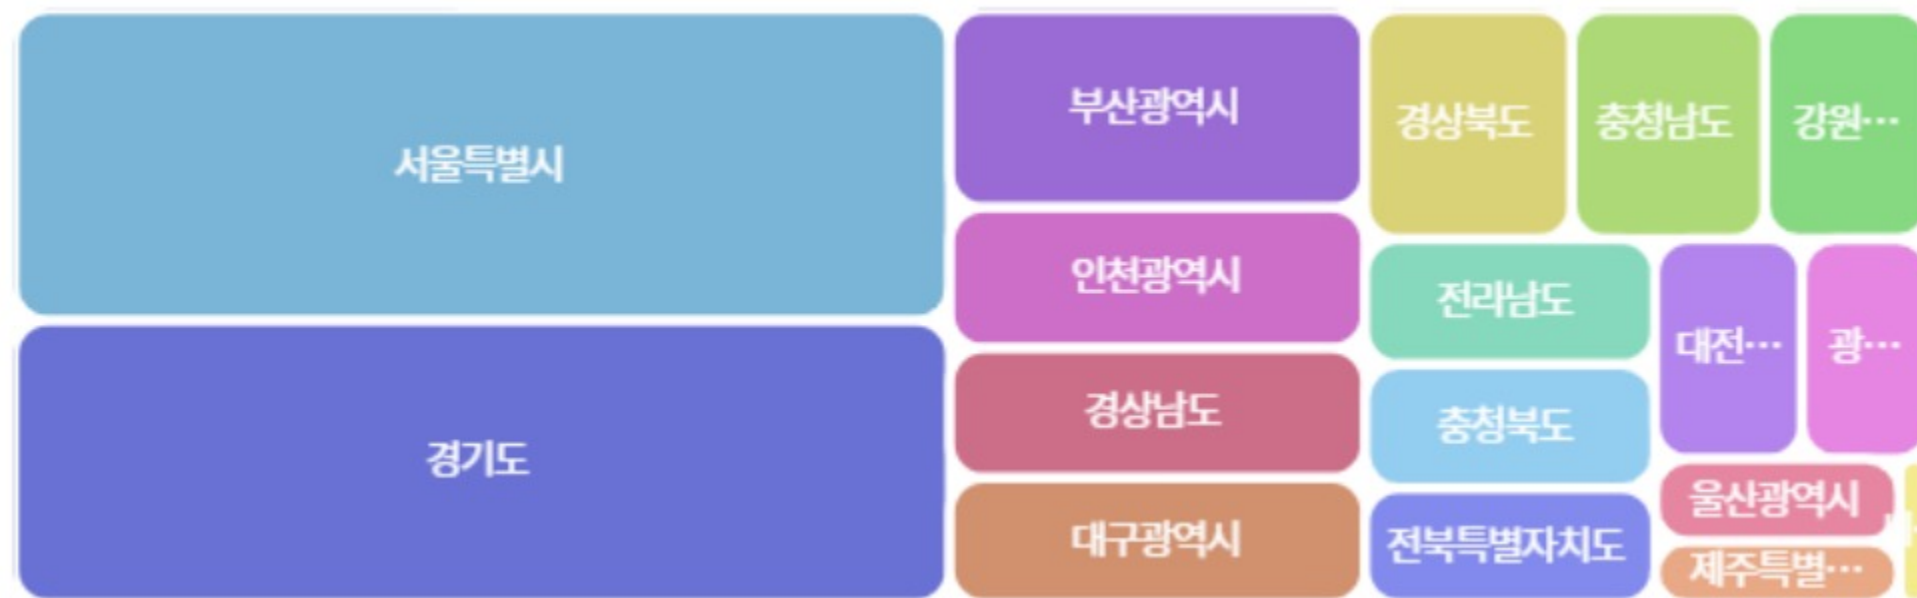 서울특별시
경기도
부산광역시
인천광역시
경상남도
대구광역시
경상북도
충청남도
강원…
전라남도
충청북도
전북특별자치도
대전…
광…
울산광역시
제주특별…